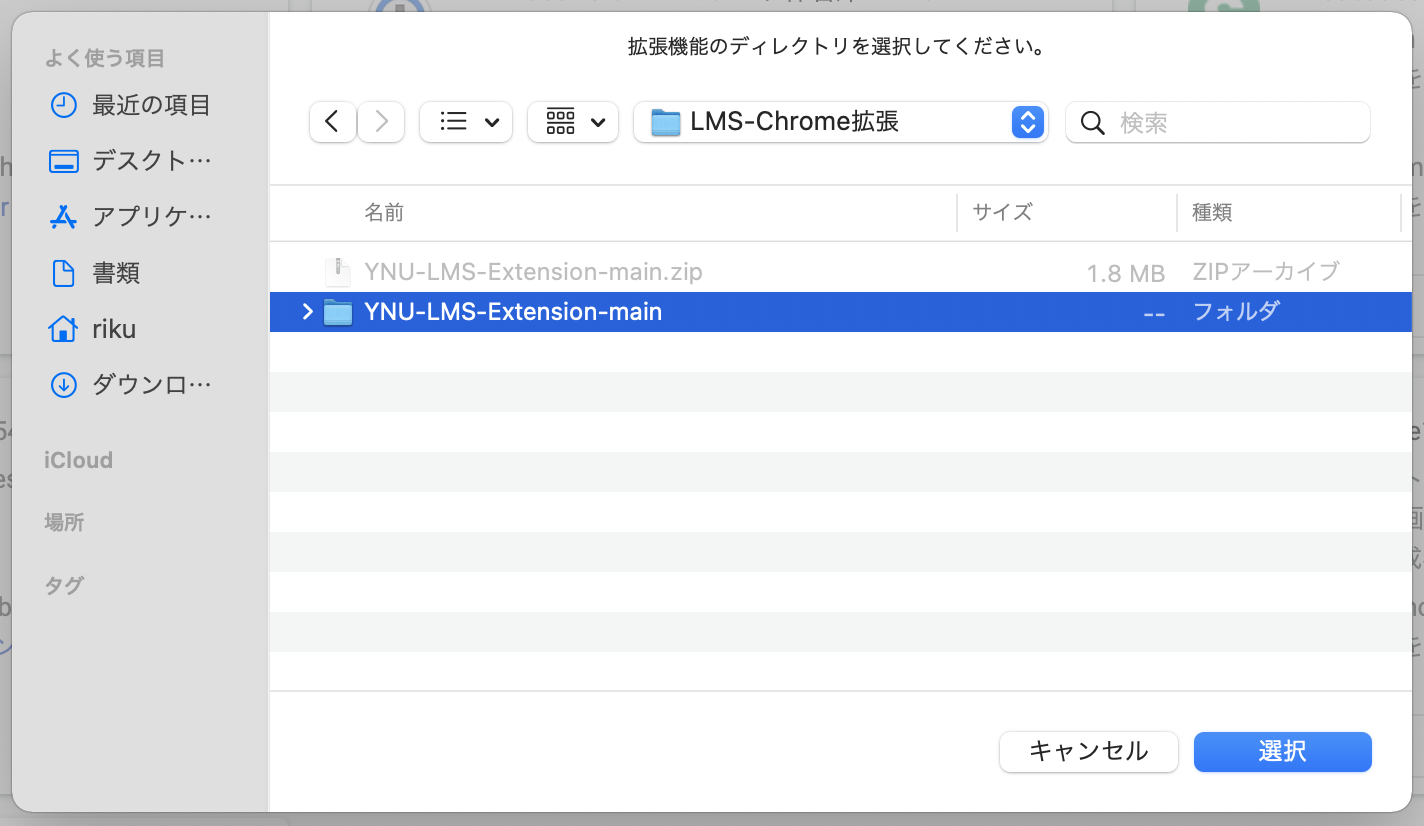 拡張機能のディレクトリを選択してください。
よく使う項目
最近の項目
デスクト…
アプリケ…
書類
riku
ダウンロ…
iCloud
場所
タグ
LMS-Chrome拡張
検索
名前 サイズ 種類
YNU-LMS-Extension-main.zip 1.8 MB ZIPアーカイブ
YNU-LMS-Extension-main -- フォルダ
キャンセル 選択